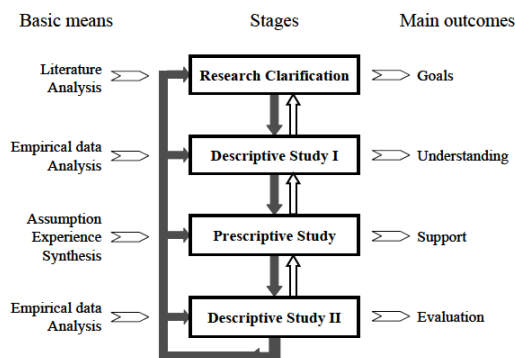 Basic means Stages Main outcomes
Literature
Analysis
Research Clarification
Goals
Empirical data
Analysis
Descriptive Study I
Understanding
Assumption
Experience
Synthesis
Prescriptive Study
Support
Empirical data
Analysis
Descriptive Study II
Evaluation